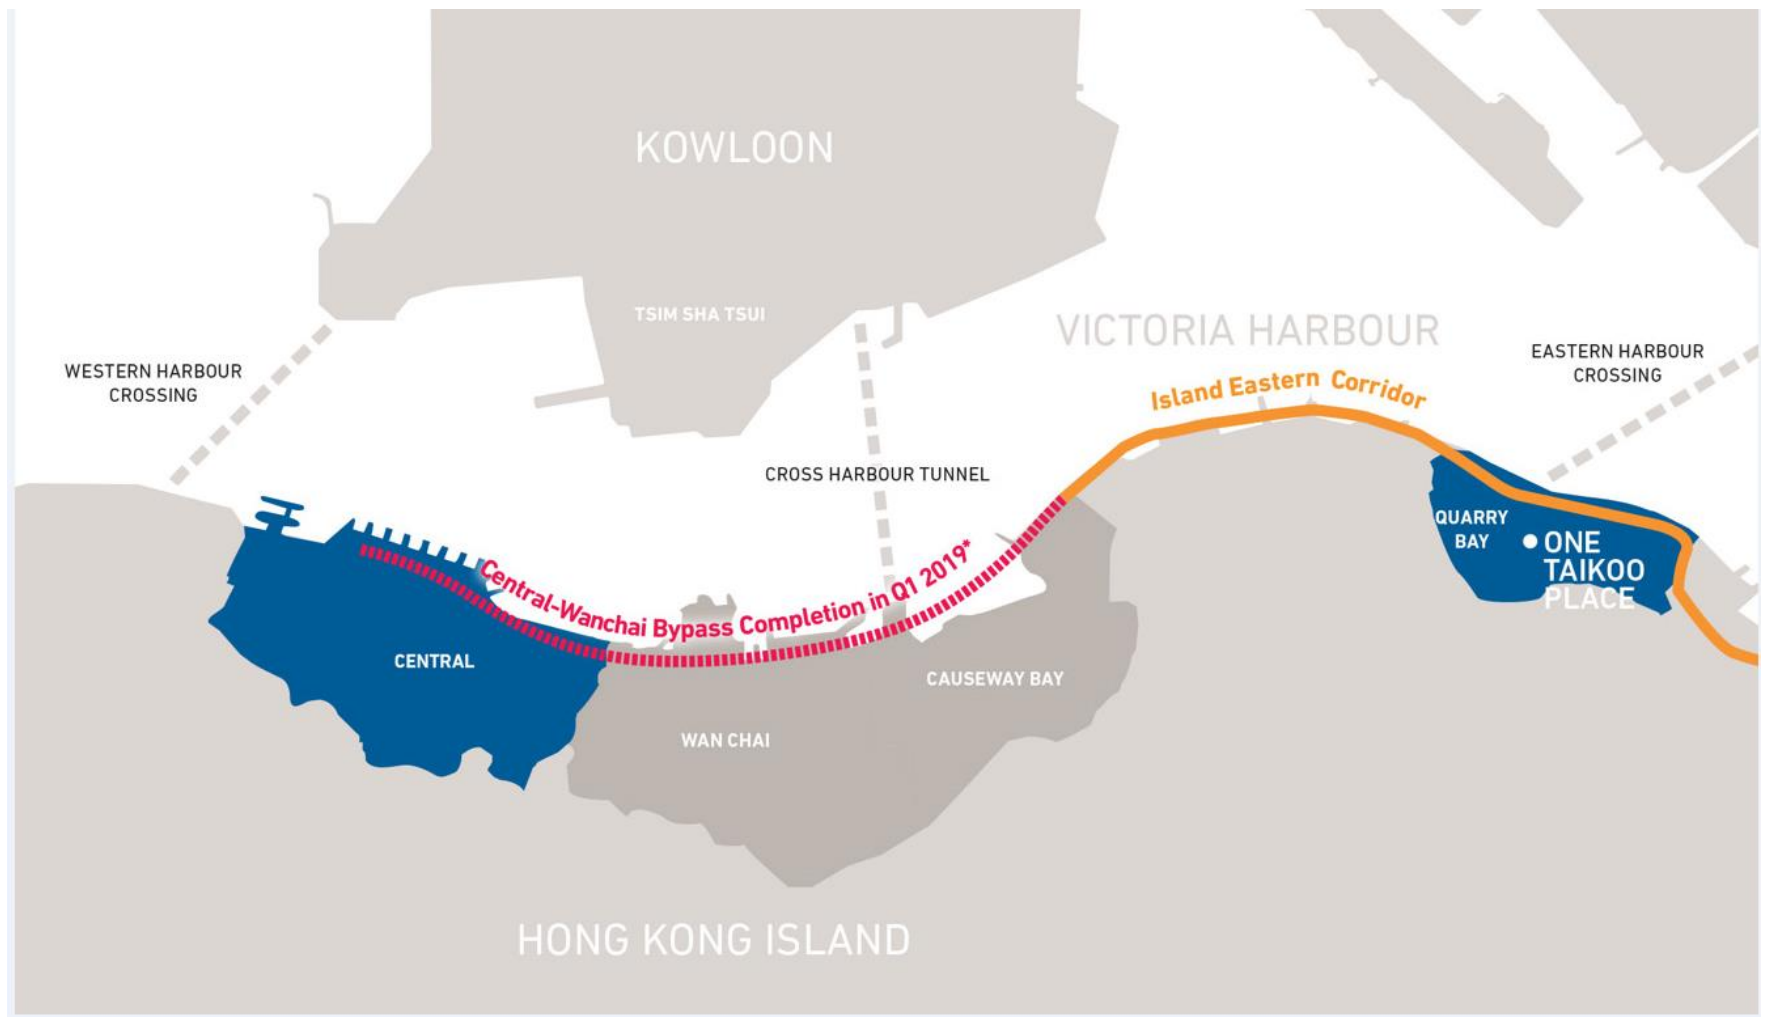 KOWLOON
TSIM SHA TSUI
VICTORIA HARBOUR
WESTERN HARBOUR
CROSSING
EASTERN HARBOUR
CROSSING
Island Eastern Corridor
CROSS HARBOUR TUNNEL
QUARRY
BAY
ONE
TAIKOO
PLACE
Central-Wanchai Bypass Completion in Q1 2019*
CENTRAL
CAUSEWAY BAY
WAN CHAI
HONG KONG ISLAND